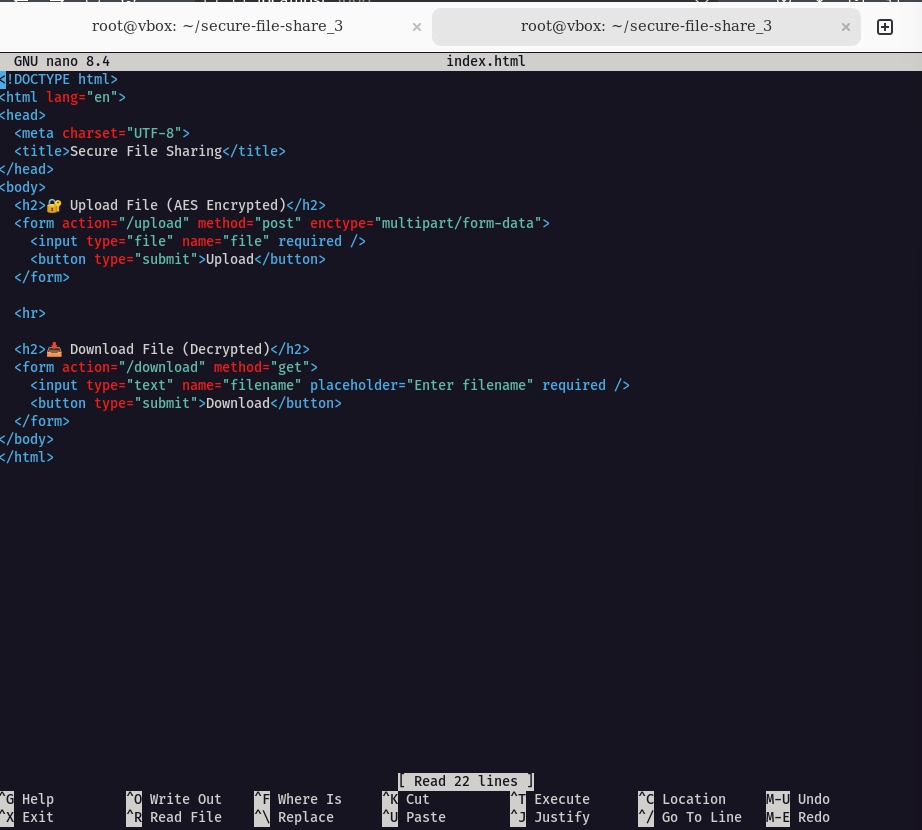 root@vbox: ~/secure-file-share_3 × root@vbox: ~/secure-file-share_3 ×
GNU nano 8.4 index.html
<!DOCTYPE html>
<html lang="en">
<head>
  <meta charset="UTF-8">
  <title>Secure File Sharing</title>
</head>
<body>
  <h2>🔐 Upload File (AES Encrypted)</h2>
  <form action="/upload" method="post" enctype="multipart/form-data">
    <input type="file" name="file" required />
    <button type="submit">Upload</button>
  </form>
  <hr>
  <h2>📥 Download File (Decrypted)</h2>
  <form action="/download" method="get">
    <input type="text" name="filename" placeholder="Enter filename" required />
    <button type="submit">Download</button>
  </form>
</body>
</html>
[ Read 22 lines ]
^G Help ^O Write Out ^F Where Is ^K Cut ^T Execute ^C Location M-U Undo
^X Exit ^R Read File ^\ Replace ^U Paste ^J Justify ^/ Go To Line M-E Redo